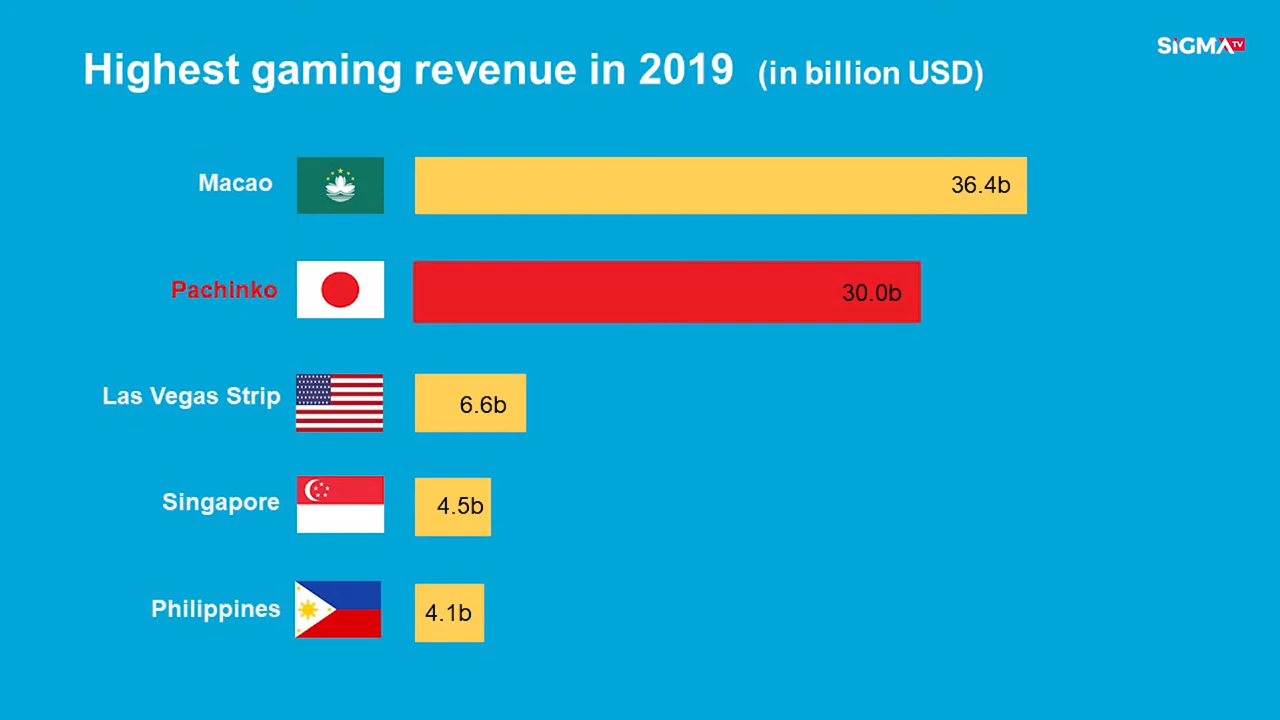 SiGMA TV
Highest gaming revenue in 2019 (in billion USD)
Macao 36.4b
Pachinko 30.0b
Las Vegas Strip 6.6b
Singapore 4.5b
Philippines 4.1b